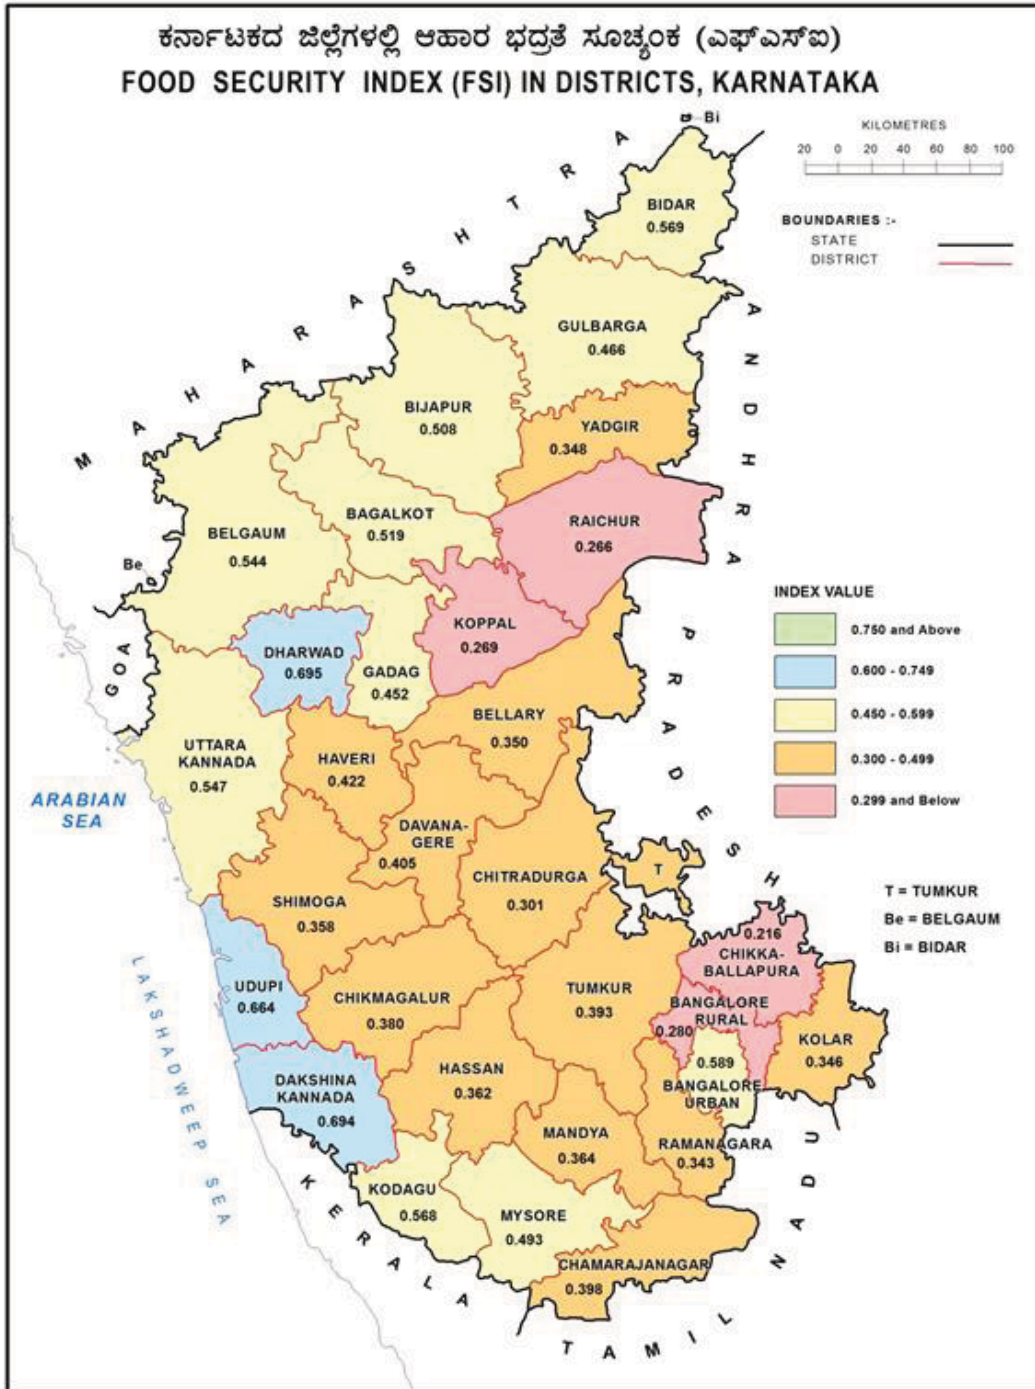 ಕರ್ನಾಟಕದ ಜಿಲ್ಲೆಗಳಲ್ಲಿ ಆಹಾರ ಭದ್ರತೆ ಸೂಚ್ಯಂಕ (ಎಫ್‌ಎಸ್‌ಐ)
FOOD SECURITY INDEX (FSI) IN DISTRICTS, KARNATAKA
KILOMETRES
20 0 20 40 60 80 100
BOUNDARIES :-
STATE
DISTRICT
Bi
MAHARASHTRA
ANDHRA PRADESH
BIDAR
0.569
GULBARGA
0.466
BIJAPUR
0.508
YADGIR
0.348
BAGALKOT
0.519
RAICHUR
0.266
BELGAUM
0.544
Be
GOA
KOPPAL
0.269
DHARWAD
0.695
GADAG
0.452
BELLARY
0.350
UTTARA
KANNADA
0.547
HAVERI
0.422
ARABIAN
SEA
DAVANA-
GERE
0.405
CHITRADURGA
0.301
T
SHIMOGA
0.358
INDEX VALUE
0.750 and Above
0.600 - 0.749
0.450 - 0.599
0.300 - 0.499
0.299 and Below
T = TUMKUR
Be = BELGAUM
Bi = BIDAR
0.216
CHIKKA-
BALLAPURA
UDUPI
0.664
CHIKMAGALUR
0.380
TUMKUR
0.393
BANGALORE
RURAL
0.280
KOLAR
0.346
0.589
BANGALORE
URBAN
HASSAN
0.362
DAKSHINA
KANNADA
0.694
MANDYA
0.364
RAMANAGARA
0.343
KODAGU
0.568
MYSORE
0.493
CHAMARAJANAGAR
0.398
LAKSHADWEEP SEA
KERALA
TAMIL NADU